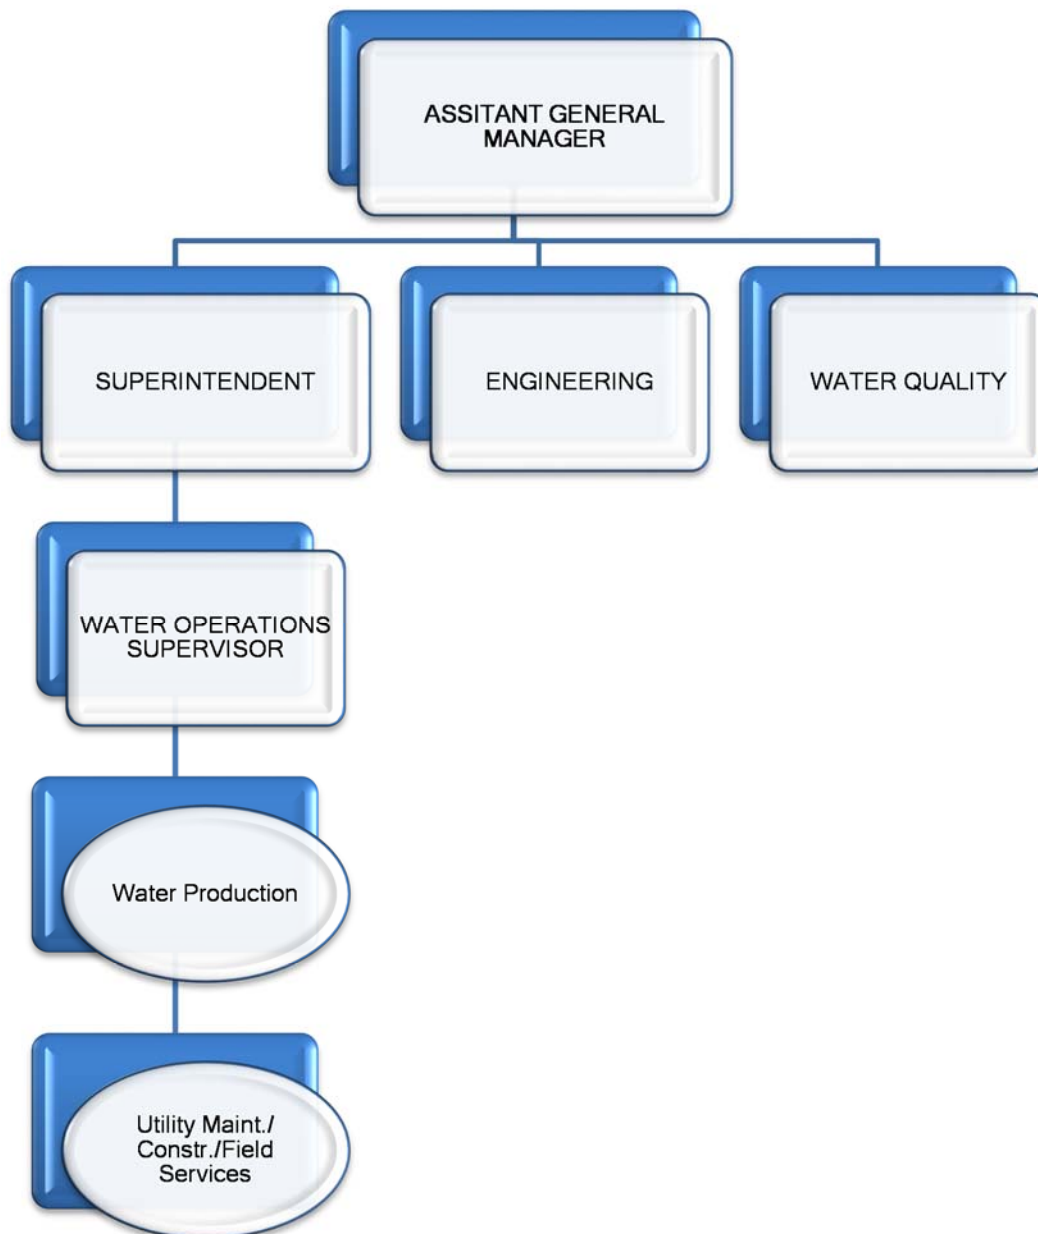 ASSITANT GENERAL
MANAGER
SUPERINTENDENT
ENGINEERING
WATER QUALITY
WATER OPERATIONS
SUPERVISOR
Water Production
Utility Maint./
Constr./Field
Services